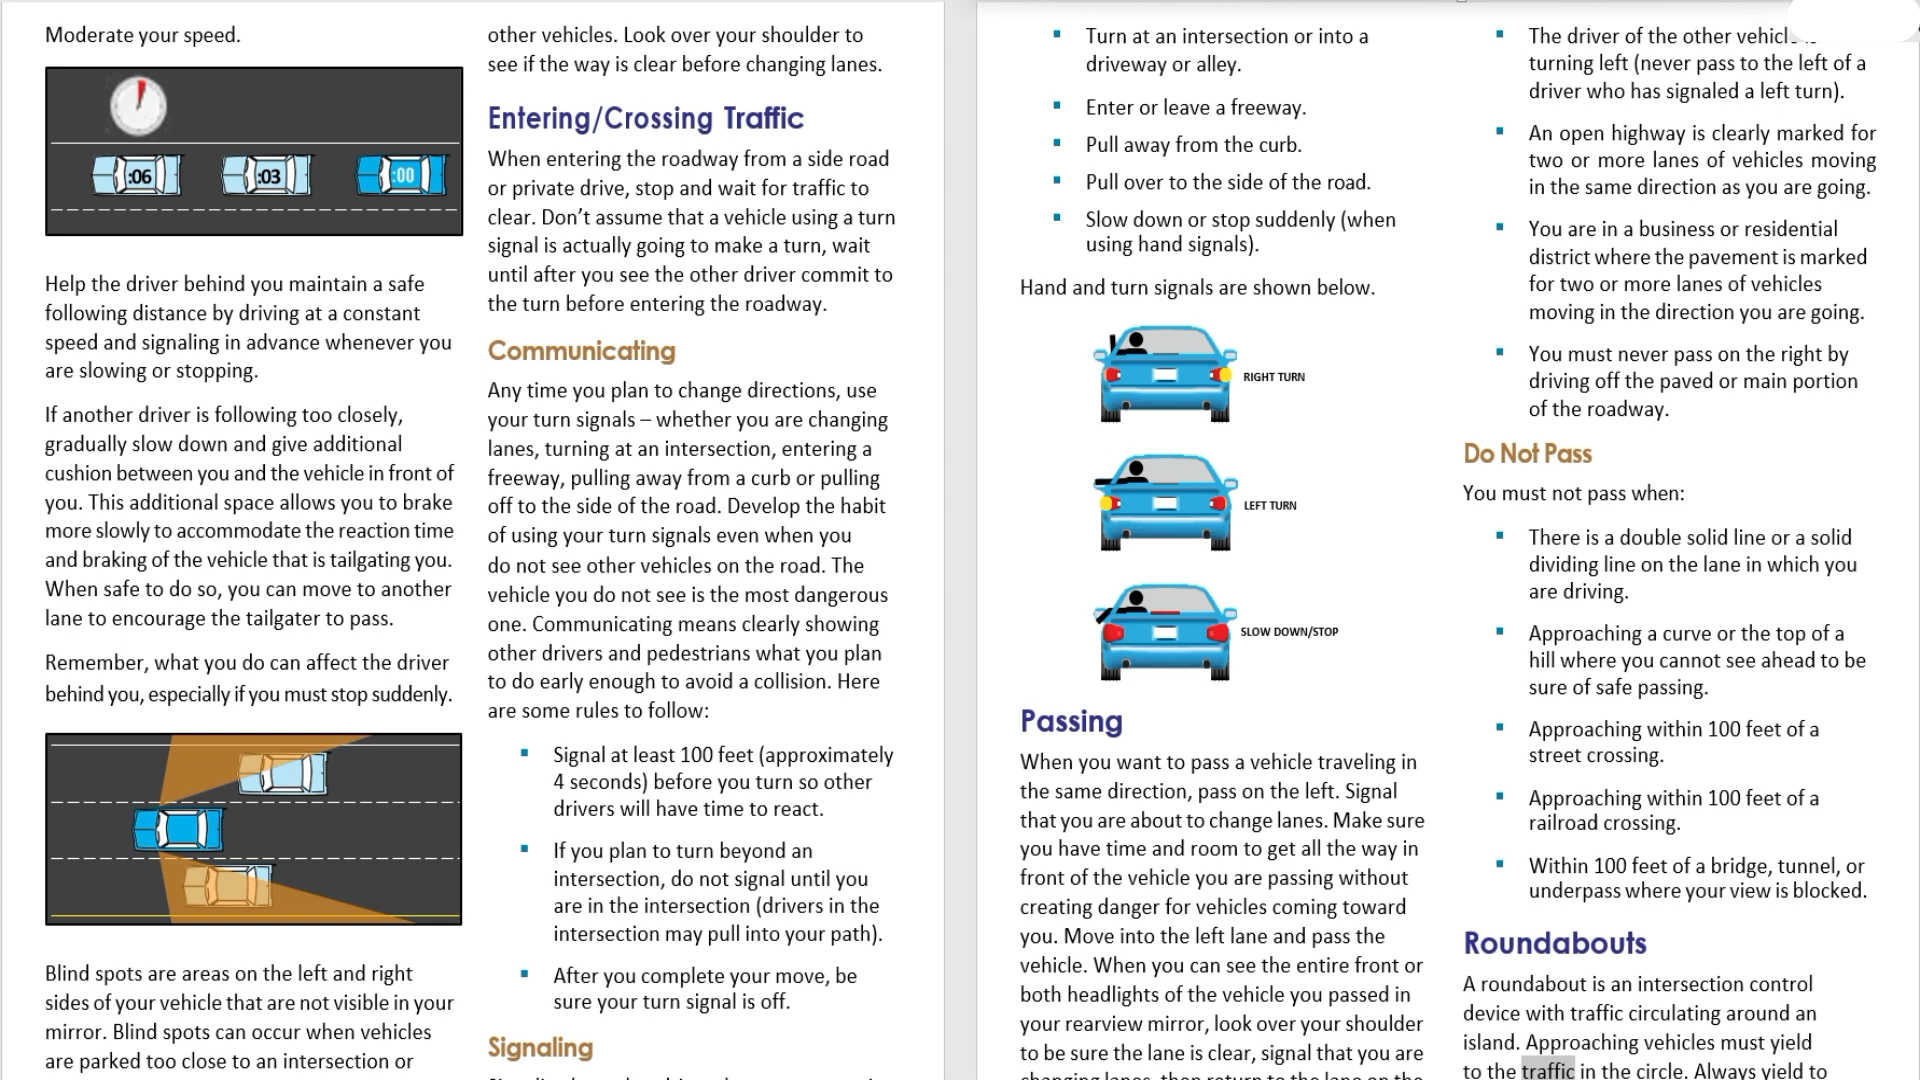 Moderate your speed.
:06
:03
:00
Help the driver behind you maintain a safe
following distance by driving at a constant
speed and signaling in advance whenever you
are slowing or stopping.
If another driver is following too closely,
gradually slow down and give additional
cushion between you and the vehicle in front of
you. This additional space allows you to brake
more slowly to accommodate the reaction time
and braking of the vehicle that is tailgating you.
When safe to do so, you can move to another
lane to encourage the tailgater to pass.
Remember, what you do can affect the driver
behind you, especially if you must stop suddenly.
Blind spots are areas on the left and right
sides of your vehicle that are not visible in your
mirror. Blind spots can occur when vehicles
are parked too close to an intersection or
other vehicles. Look over your shoulder to
see if the way is clear before changing lanes.
Entering/Crossing Traffic
When entering the roadway from a side road
or private drive, stop and wait for traffic to
clear. Don’t assume that a vehicle using a turn
signal is actually going to make a turn, wait
until after you see the other driver commit to
the turn before entering the roadway.
Communicating
Any time you plan to change directions, use
your turn signals – whether you are changing
lanes, turning at an intersection, entering a
freeway, pulling away from a curb or pulling
off to the side of the road. Develop the habit
of using your turn signals even when you
do not see other vehicles on the road. The
vehicle you do not see is the most dangerous
one. Communicating means clearly showing
other drivers and pedestrians what you plan
to do early enough to avoid a collision. Here
are some rules to follow:
Signal at least 100 feet (approximately
4 seconds) before you turn so other
drivers will have time to react.
If you plan to turn beyond an
intersection, do not signal until you
are in the intersection (drivers in the
intersection may pull into your path).
After you complete your move, be
sure your turn signal is off.
Signaling
Turn at an intersection or into a
driveway or alley.
Enter or leave a freeway.
Pull away from the curb.
Pull over to the side of the road.
Slow down or stop suddenly (when
using hand signals).
Hand and turn signals are shown below.
RIGHT TURN
LEFT TURN
SLOW DOWN/STOP
Passing
When you want to pass a vehicle traveling in
the same direction, pass on the left. Signal
that you are about to change lanes. Make sure
you have time and room to get all the way in
front of the vehicle you are passing without
creating danger for vehicles coming toward
you. Move into the left lane and pass the
vehicle. When you can see the entire front or
both headlights of the vehicle you passed in
your rearview mirror, look over your shoulder
to be sure the lane is clear, signal that you are
The driver of the other
turning left (never pass to the left of a
driver who has signaled a left turn).
An open highway is clearly marked for
two or more lanes of vehicles moving
in the same direction as you are going.
You are in a business or residential
district where the pavement is marked
for two or more lanes of vehicles
moving in the direction you are going.
You must never pass on the right by
driving off the paved or main portion
of the roadway.
Do Not Pass
You must not pass when:
There is a double solid line or a solid
dividing line on the lane in which you
are driving.
Approaching a curve or the top of a
hill where you cannot see ahead to be
sure of safe passing.
Approaching within 100 feet of a
street crossing.
Approaching within 100 feet of a
railroad crossing.
Within 100 feet of a bridge, tunnel, or
underpass where your view is blocked.
Roundabouts
A roundabout is an intersection control
device with traffic circulating around an
island. Approaching vehicles must yield
to the traffic in the circle. Always yield to